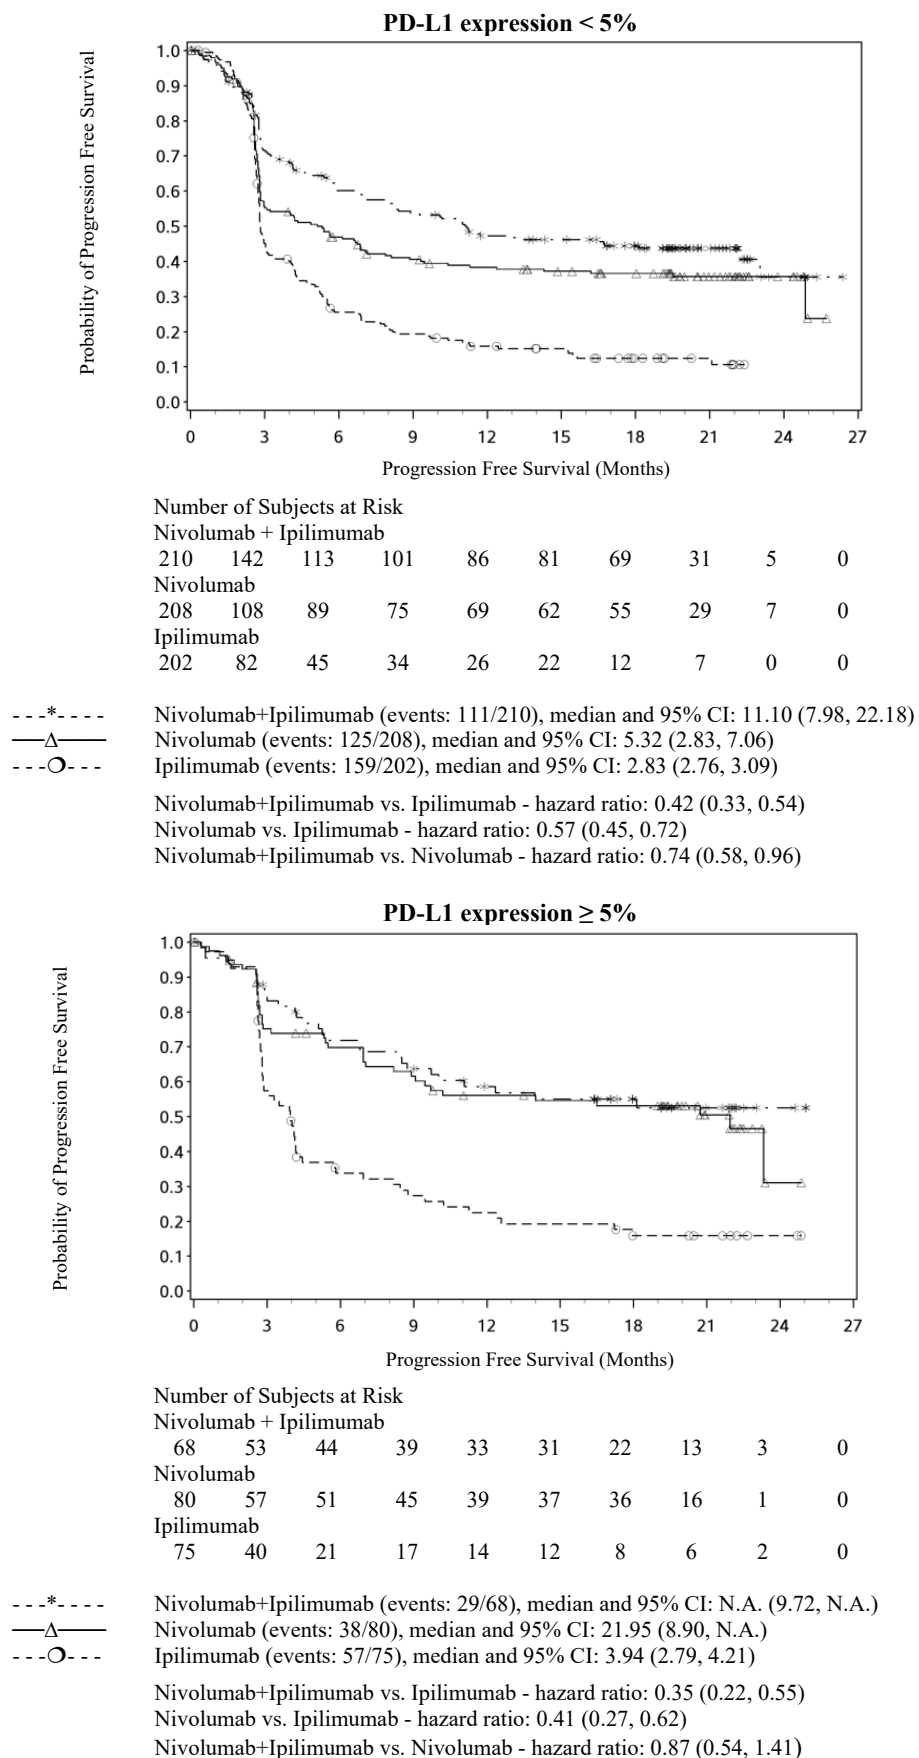 PD-L1 expression < 5%
Probability of Progression Free Survival
1.0
0.9
0.8
0.7
0.6
0.5
0.4
0.3
0.2
0.1
0.0
0 3 6 9 12 15 18 21 24 27
Progression Free Survival (Months)
Number of Subjects at Risk
Nivolumab + Ipilimumab
210 142 113 101 86 81 69 31 5 0
Nivolumab
208 108 89 75 69 62 55 29 7 0
Ipilimumab
202 82 45 34 26 22 12 7 0 0
- - -*- - - - Nivolumab+Ipilimumab (events: 111/210), median and 95% CI: 11.10 (7.98, 22.18)
——Δ—— Nivolumab (events: 125/208), median and 95% CI: 5.32 (2.83, 7.06)
- - -❍- - - Ipilimumab (events: 159/202), median and 95% CI: 2.83 (2.76, 3.09)
Nivolumab+Ipilimumab vs. Ipilimumab - hazard ratio: 0.42 (0.33, 0.54)
Nivolumab vs. Ipilimumab - hazard ratio: 0.57 (0.45, 0.72)
Nivolumab+Ipilimumab vs. Nivolumab - hazard ratio: 0.74 (0.58, 0.96)
PD-L1 expression ≥ 5%
Probability of Progression Free Survival
1.0
0.9
0.8
0.7
0.6
0.5
0.4
0.3
0.2
0.1
0.0
0 3 6 9 12 15 18 21 24 27
Progression Free Survival (Months)
Number of Subjects at Risk
Nivolumab + Ipilimumab
68 53 44 39 33 31 22 13 3 0
Nivolumab
80 57 51 45 39 37 36 16 1 0
Ipilimumab
75 40 21 17 14 12 8 6 2 0
- - -*- - - - Nivolumab+Ipilimumab (events: 29/68), median and 95% CI: N.A. (9.72, N.A.)
——Δ—— Nivolumab (events: 38/80), median and 95% CI: 21.95 (8.90, N.A.)
- - -❍- - - Ipilimumab (events: 57/75), median and 95% CI: 3.94 (2.79, 4.21)
Nivolumab+Ipilimumab vs. Ipilimumab - hazard ratio: 0.35 (0.22, 0.55)
Nivolumab vs. Ipilimumab - hazard ratio: 0.41 (0.27, 0.62)
Nivolumab+Ipilimumab vs. Nivolumab - hazard ratio: 0.87 (0.54, 1.41)